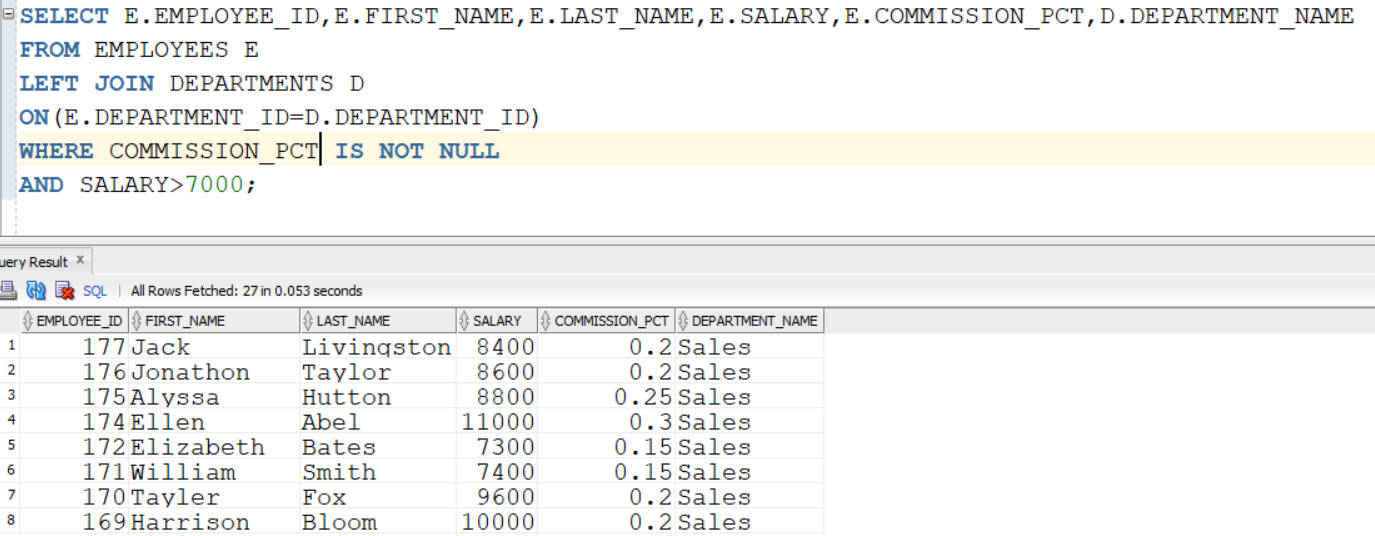 SELECT E.EMPLOYEE_ID,E.FIRST_NAME,E.LAST_NAME,E.SALARY,E.COMMISSION_PCT,D.DEPARTMENT_NAME
FROM EMPLOYEES E
LEFT JOIN DEPARTMENTS D
ON(E.DEPARTMENT_ID=D.DEPARTMENT_ID)
WHERE COMMISSION_PCT IS NOT NULL
AND SALARY>7000;
uery Result x
SQL | All Rows Fetched: 27 in 0.053 seconds
EMPLOYEE_ID FIRST_NAME LAST_NAME SALARY COMMISSION_PCT DEPARTMENT_NAME
1 177 Jack Livingston 8400 0.2 Sales
2 176 Jonathon Taylor 8600 0.2 Sales
3 175 Alyssa Hutton 8800 0.25 Sales
4 174 Ellen Abel 11000 0.3 Sales
5 172 Elizabeth Bates 7300 0.15 Sales
6 171 William Smith 7400 0.15 Sales
7 170 Tayler Fox 9600 0.2 Sales
8 169 Harrison Bloom 10000 0.2 Sales